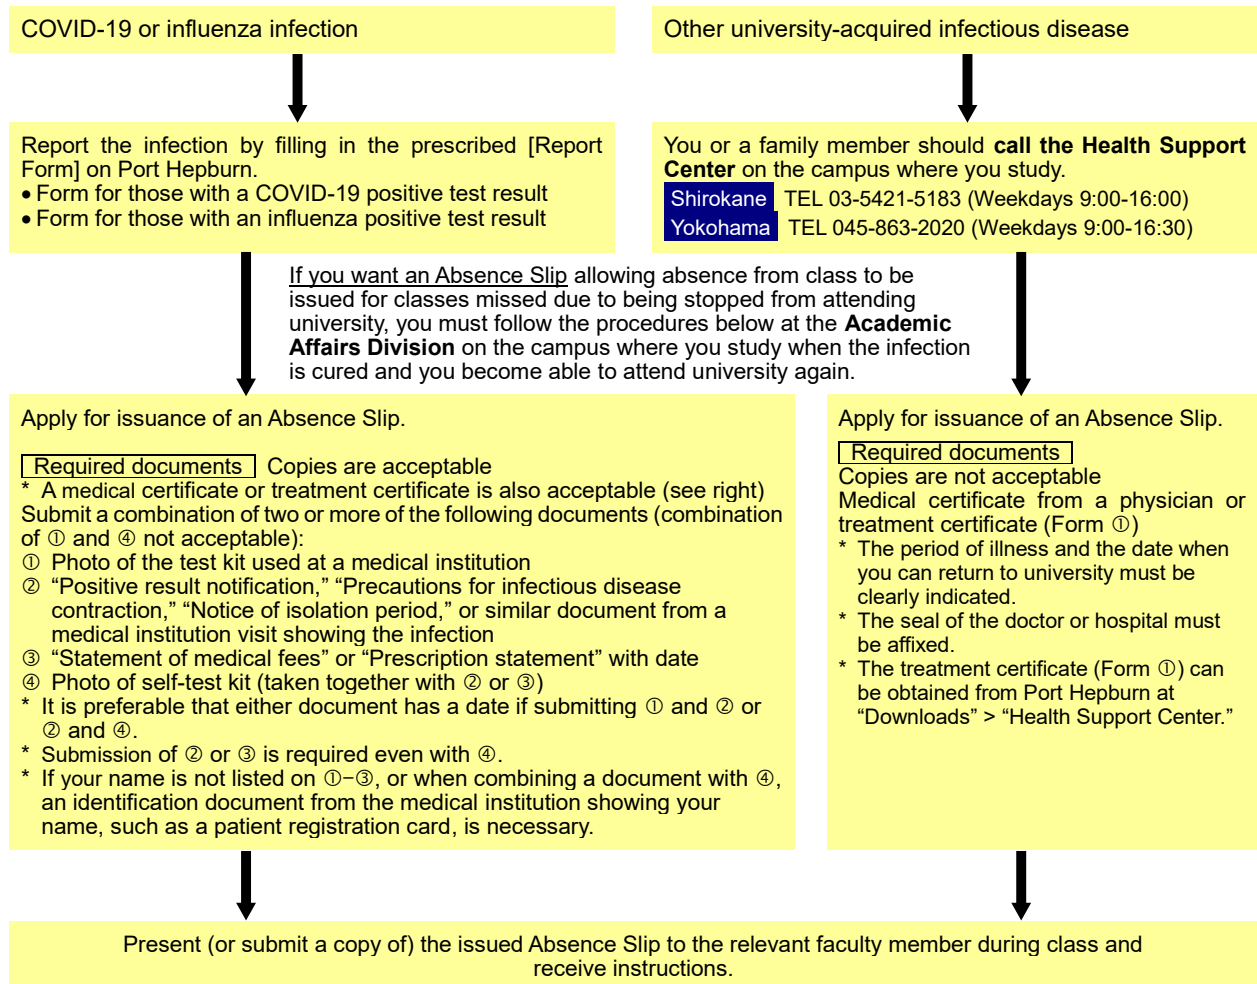 COVID-19 or influenza infection
Other university-acquired infectious disease
Report the infection by filling in the prescribed [Report
Form] on Port Hepburn.
• Form for those with a COVID-19 positive test result
• Form for those with an influenza positive test result
You or a family member should call the Health Support
Center on the campus where you study.
Shirokane TEL 03-5421-5183 (Weekdays 9:00-16:00)
Yokohama TEL 045-863-2020 (Weekdays 9:00-16:30)
If you want an Absence Slip allowing absence from class to be
issued for classes missed due to being stopped from attending
university, you must follow the procedures below at the Academic
Affairs Division on the campus where you study when the infection
is cured and you become able to attend university again.
Apply for issuance of an Absence Slip.
Required documents Copies are acceptable
* A medical certificate or treatment certificate is also acceptable (see right)
Submit a combination of two or more of the following documents (combination
of ① and ④ not acceptable):
① Photo of the test kit used at a medical institution
② “Positive result notification,” “Precautions for infectious disease
contraction,” “Notice of isolation period,” or similar document from a
medical institution visit showing the infection
③ “Statement of medical fees” or “Prescription statement” with date
④ Photo of self-test kit (taken together with ② or ③)
* It is preferable that either document has a date if submitting ① and ② or
② and ④.
* Submission of ② or ③ is required even with ④.
* If your name is not listed on ①–③, or when combining a document with ④,
an identification document from the medical institution showing your
name, such as a patient registration card, is necessary.
Apply for issuance of an Absence Slip.
Required documents
Copies are not acceptable
Medical certificate from a physician or
treatment certificate (Form ①)
* The period of illness and the date when
you can return to university must be
clearly indicated.
* The seal of the doctor or hospital must
be affixed.
* The treatment certificate (Form ①) can
be obtained from Port Hepburn at
“Downloads” > “Health Support Center.”
Present (or submit a copy of) the issued Absence Slip to the relevant faculty member during class and
receive instructions.